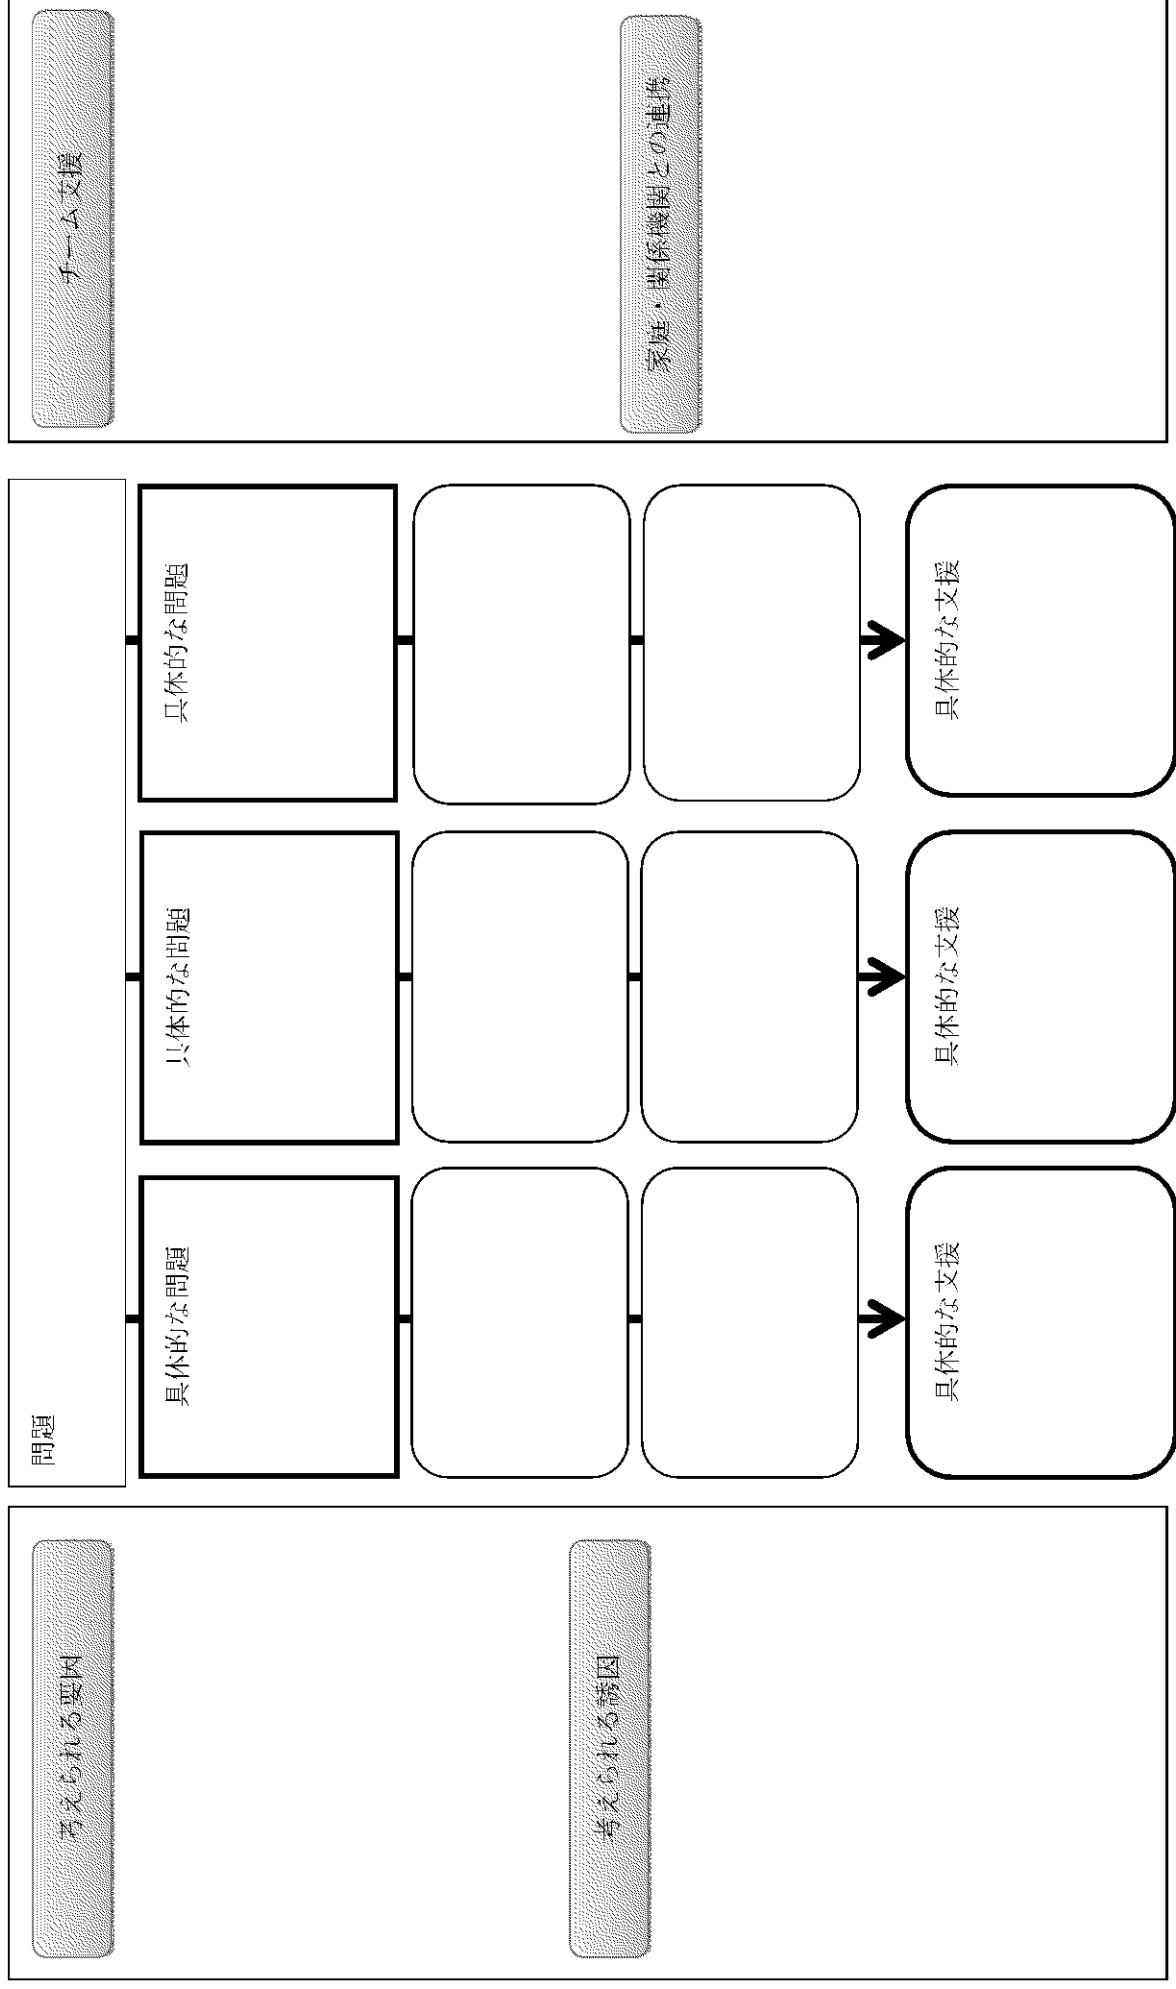 考えられる要因
考えられる誘因
問題
具体的な問題
具体的な問題
具体的な問題
具体的な支援
具体的な支援
具体的な支援
チーム支援
家庭・関係機関との連携